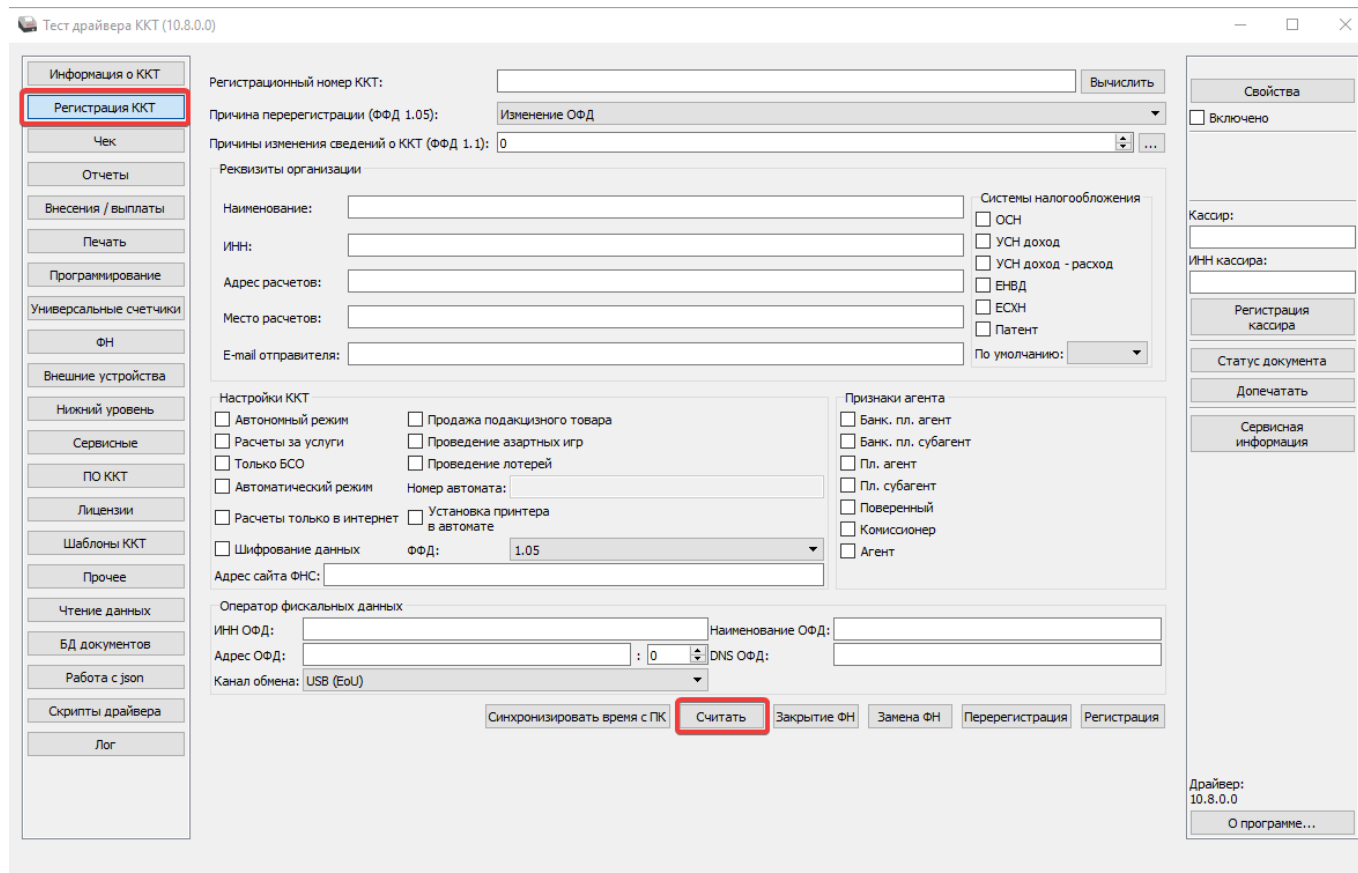 Тест драйвера ККТ (10.8.0.0)
Информация о ККТ
Регистрация ККТ
Чек
Отчеты
Внесения / выплаты
Печать
Программирование
Универсальные счетчики
ФН
Внешние устройства
Нижний уровень
Сервисные
ПО ККТ
Лицензии
Шаблоны ККТ
Прочее
Чтение данных
БД документов
Работа с json
Скрипты драйвера
Лог
Регистрационный номер ККТ:
Вычислить
Причина перерегистрации (ФФД 1.05):
Изменение ОФД
Причины изменения сведений о ККТ (ФФД 1.1):
0
...
Реквизиты организации
Наименование:
ИНН:
Адрес расчетов:
Место расчетов:
E-mail отправителя:
Системы налогообложения
ОСН
УСН доход
УСН доход - расход
ЕНВД
ЕСХН
Патент
По умолчанию:
Настройки ККТ
Автономный режим
Продажа подакцизного товара
Расчеты за услуги
Проведение азартных игр
Только БСО
Проведение лотерей
Автоматический режим
Номер автомата:
Расчеты только в интернет
Установка принтера
в автомате
Шифрование данных
ФФД:
1.05
Адрес сайта ФНС:
Признаки агента
Банк. пл. агент
Банк. пл. субагент
Пл. агент
Пл. субагент
Поверенный
Комиссионер
Агент
Оператор фискальных данных
ИНН ОФД:
Наименование ОФД:
Адрес ОФД:
: 0
DNS ОФД:
Канал обмена:
USB (EoU)
Синхронизировать время с ПК
Считать
Закрытие ФН
Замена ФН
Перерегистрация
Регистрация
Свойства
Включено
Кассир:
ИНН кассира:
Регистрация
кассира
Статус документа
Допечатать
Сервисная
информация
Драйвер:
10.8.0.0
О программе...